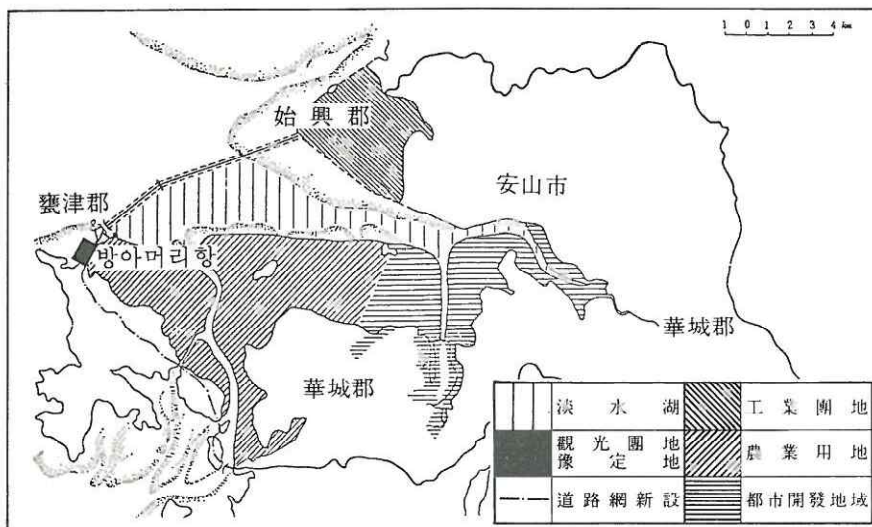 1 0 1 2 3 4 km
始興郡
安山市
甕津郡
방아머리항
華城郡
華城郡
淡水湖
工業團地
觀光團地
豫定地
農業用地
道路網新設
都市開發地域